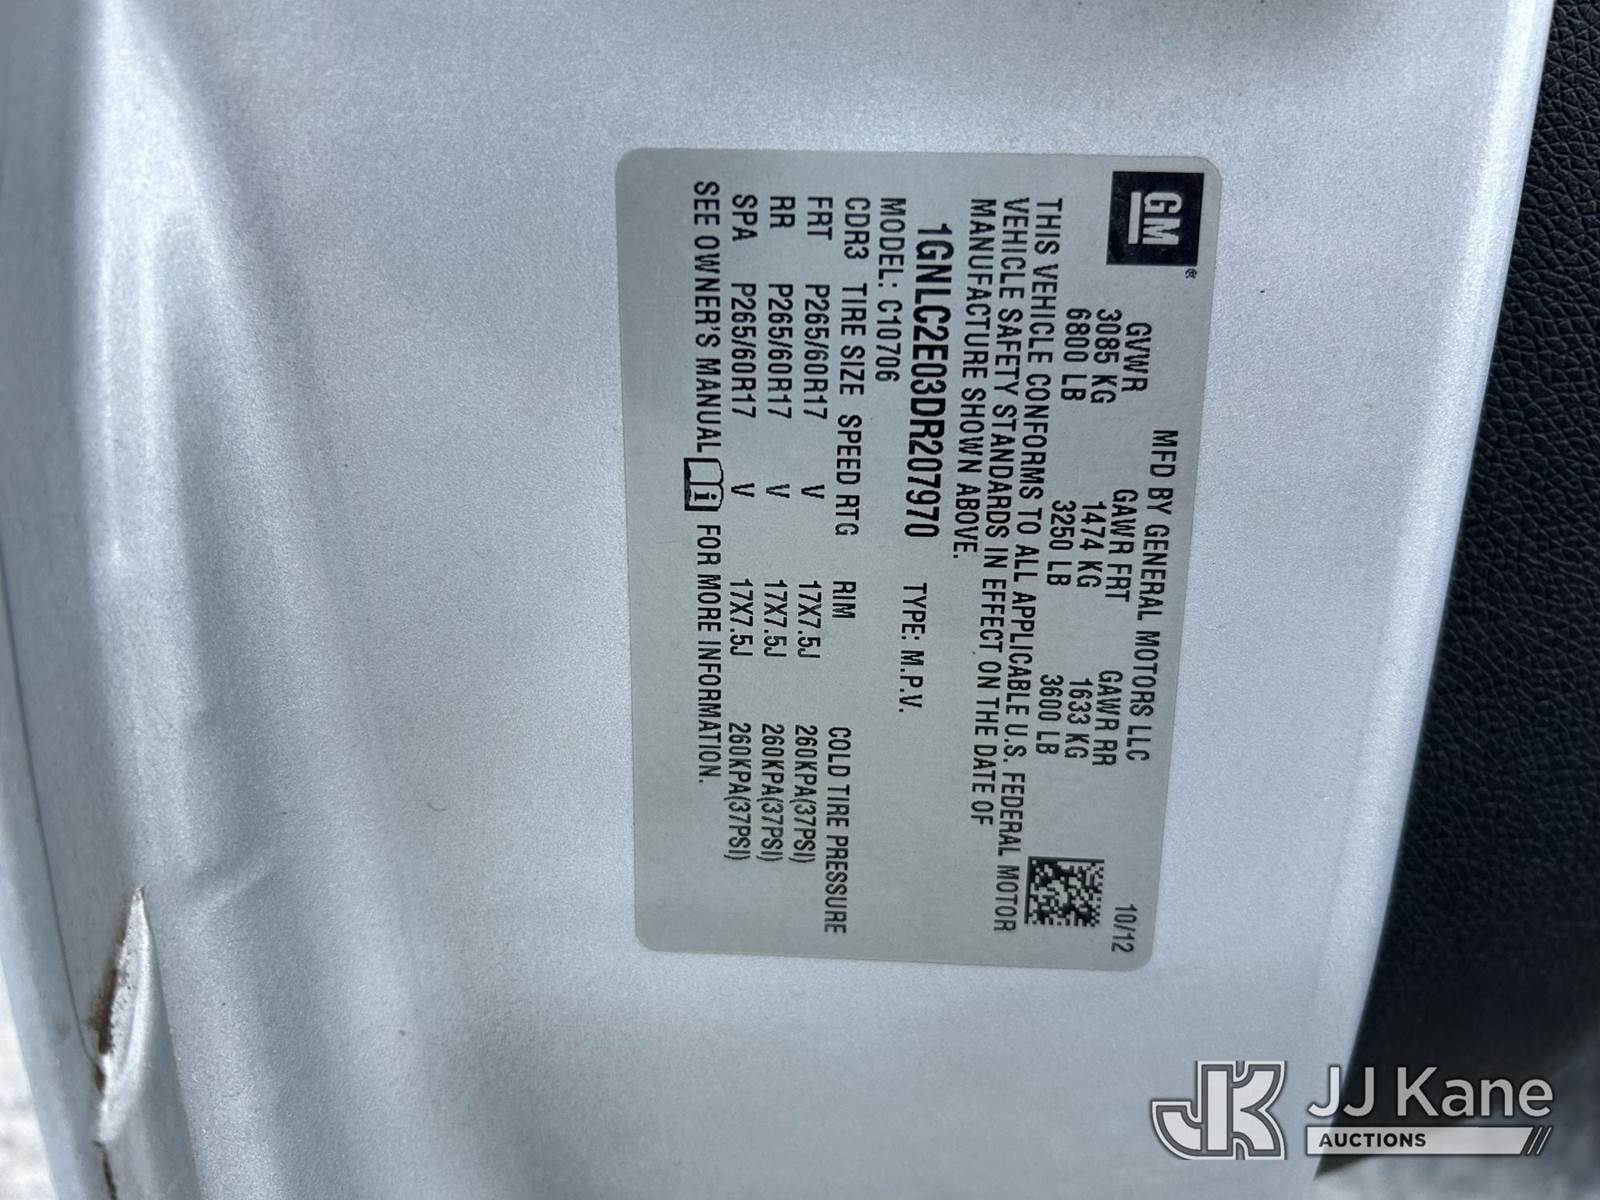 GM®
MFD BY GENERAL MOTORS LLC 10/12
GVWR GAWR FRT GAWR RR
3085 KG 1474 KG 1633 KG
6800 LB 3250 LB 3600 LB
THIS VEHICLE CONFORMS TO ALL APPLICABLE U.S. FEDERAL MOTOR
VEHICLE SAFETY STANDARDS IN EFFECT ON THE DATE OF
MANUFACTURE SHOWN ABOVE.
1GNLC2E03DR207970 TYPE: M.P.V.
MODEL: C10706
CDR3 TIRE SIZE SPEED RTG RIM COLD TIRE PRESSURE
FRT P265/60R17 V 17X7.5J 260KPA(37PSI)
RR P265/60R17 V 17X7.5J 260KPA(37PSI)
SPA P265/60R17 V 17X7.5J 260KPA(37PSI)
SEE OWNER'S MANUAL i FOR MORE INFORMATION.
JK JJ Kane
AUCTIONS